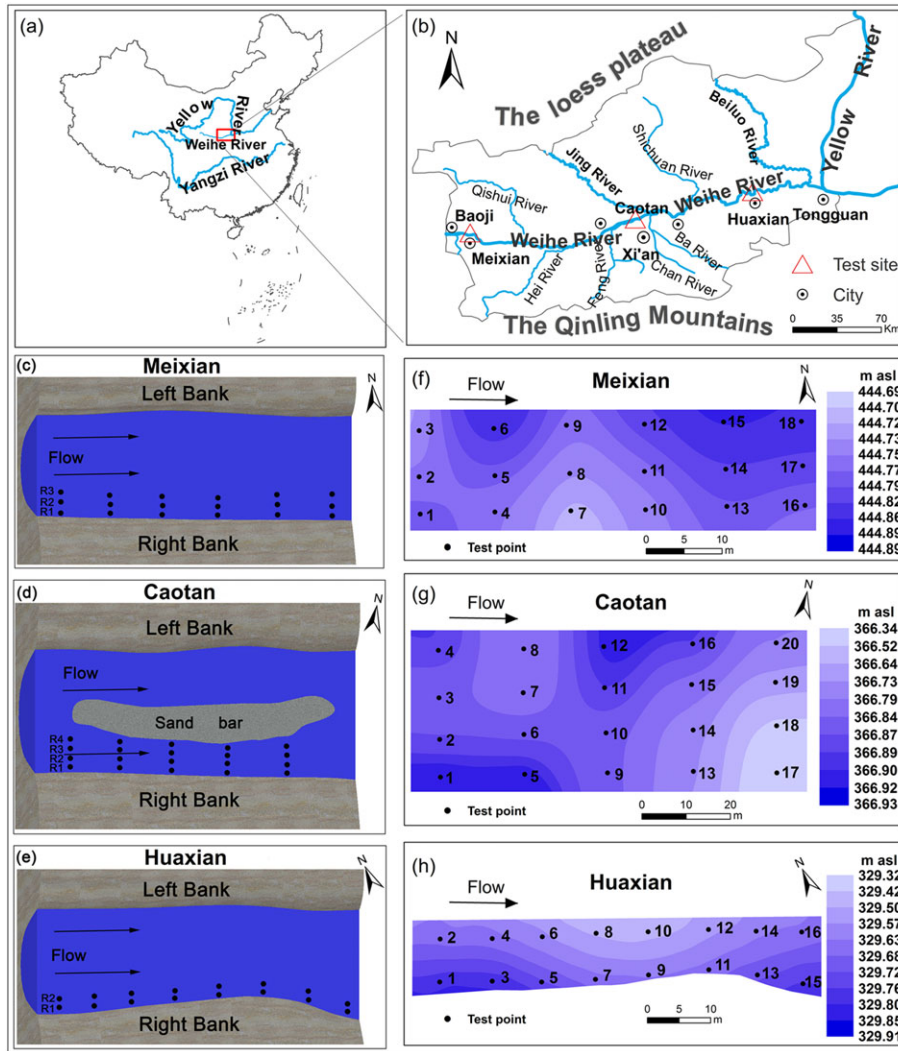 (a)
Yellow
River
Weihe River
Yangzi River
(b)
N
The loess plateau
River
Yellow
Beiluo River
Shichuan River
Jing River
Qishui River
Caotan
Weihe River
Baoji
Huaxian
Tongguan
Weihe River
Meixian
Xi'an
Ba River
Hei River
Feng River
Chan River
Test site
City
The Qinling Mountains
0 35 70
Km
(c)
Meixian
Left Bank
N
Flow
R3
R2
R1
Right Bank
(d)
Caotan
Left Bank
N
Flow
Sand bar
R4
R3
R2
R1
Right Bank
(e)
Huaxian
Left Bank
N
Flow
R2
R1
Right Bank
(f)
Flow
Meixian
N
3 6 9 12 15 18
2 5 8 11 14 17
1 4 7 10 13 16
Test point
0 5 10
m
m asl
444.69
444.70
444.72
444.73
444.75
444.77
444.79
444.82
444.86
444.89
444.89
(g)
Flow
Caotan
N
4 8 12 16 20
3 7 11 15 19
2 6 10 14 18
1 5 9 13 17
Test point
0 10 20
m
m asl
366.34
366.52
366.64
366.73
366.79
366.84
366.87
366.89
366.90
366.92
366.93
(h)
Flow
Huaxian
N
2 4 6 8 10 12 14 16
1 3 5 7 9 11 13 15
Test point
0 5 10
m
m asl
329.32
329.42
329.57
329.63
329.68
329.72
329.76
329.80
329.85
329.91